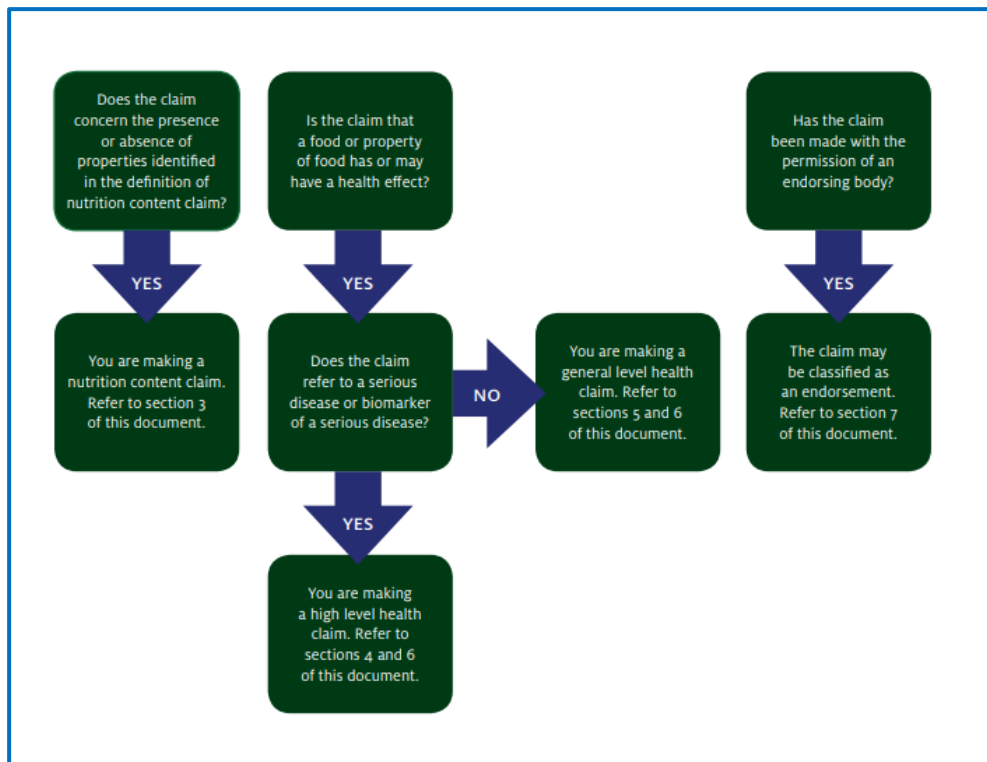 Does the claim
concern the presence
or absence of
properties identified
in the definition of
nutrition content claim?
YES
You are making a
nutrition content claim.
Refer to section 3
of this document.
Is the claim that
a food or property
of food has or may
have a health effect?
YES
Does the claim
refer to a serious
disease or biomarker
of a serious disease?
NO
You are making a
general level health
claim. Refer to
sections 5 and 6
of this document.
YES
You are making
a high level health
claim. Refer to
sections 4 and 6
of this document.
Has the claim
been made with the
permission of an
endorsing body?
YES
The claim may
be classified as
an endorsement.
Refer to section 7
of this document.